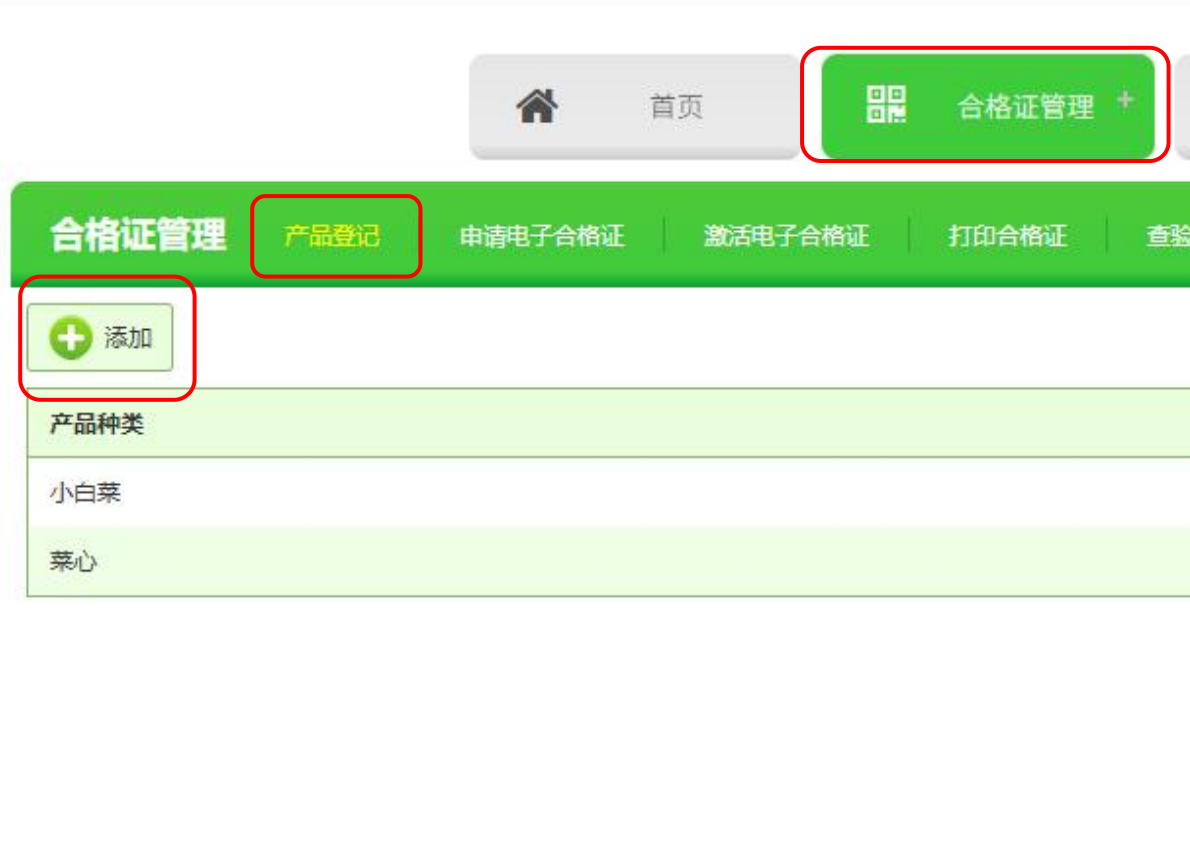 首页 合格证管理 +
合格证管理 产品登记 申请电子合格证 激活电子合格证 打印合格证 查验
添加
产品种类
小白菜
菜心